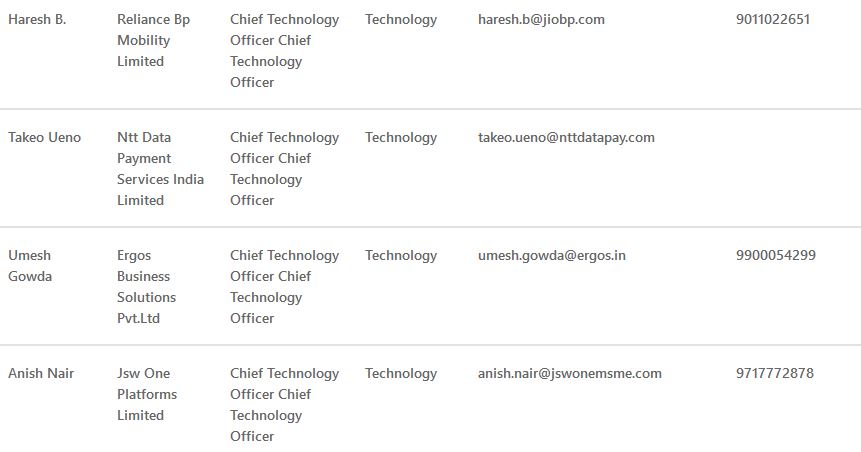 Haresh B. Reliance Bp Chief Technology Technology haresh.b@jiobp.com 9011022651
Mobility Officer Chief
Limited Technology
Officer
Takeo Ueno Ntt Data Chief Technology Technology takeo.ueno@nttdatapay.com
Payment Officer Chief
Services India Technology
Limited Officer
Umesh Ergos Chief Technology Technology umesh.gowda@ergos.in 9900054299
Gowda Business Officer Chief
Solutions Technology
Pvt.Ltd Officer
Anish Nair Jsw One Chief Technology Technology anish.nair@jswonemsme.com 9717772878
Platforms Officer Chief
Limited Technology
Officer